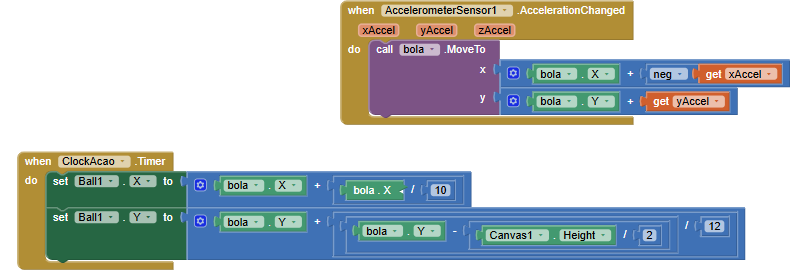 when AccelerometerSensor1 .AccelerationChanged
xAccel yAccel zAccel
do call bola .MoveTo
x bola . X + neg get xAccel
y bola . Y + get yAccel
when ClockAcao .Timer
do set Ball1 . X to bola . X + bola . X / 10
set Ball1 . Y to bola . Y + bola . Y - Canvas1 . Height / 2 / 12